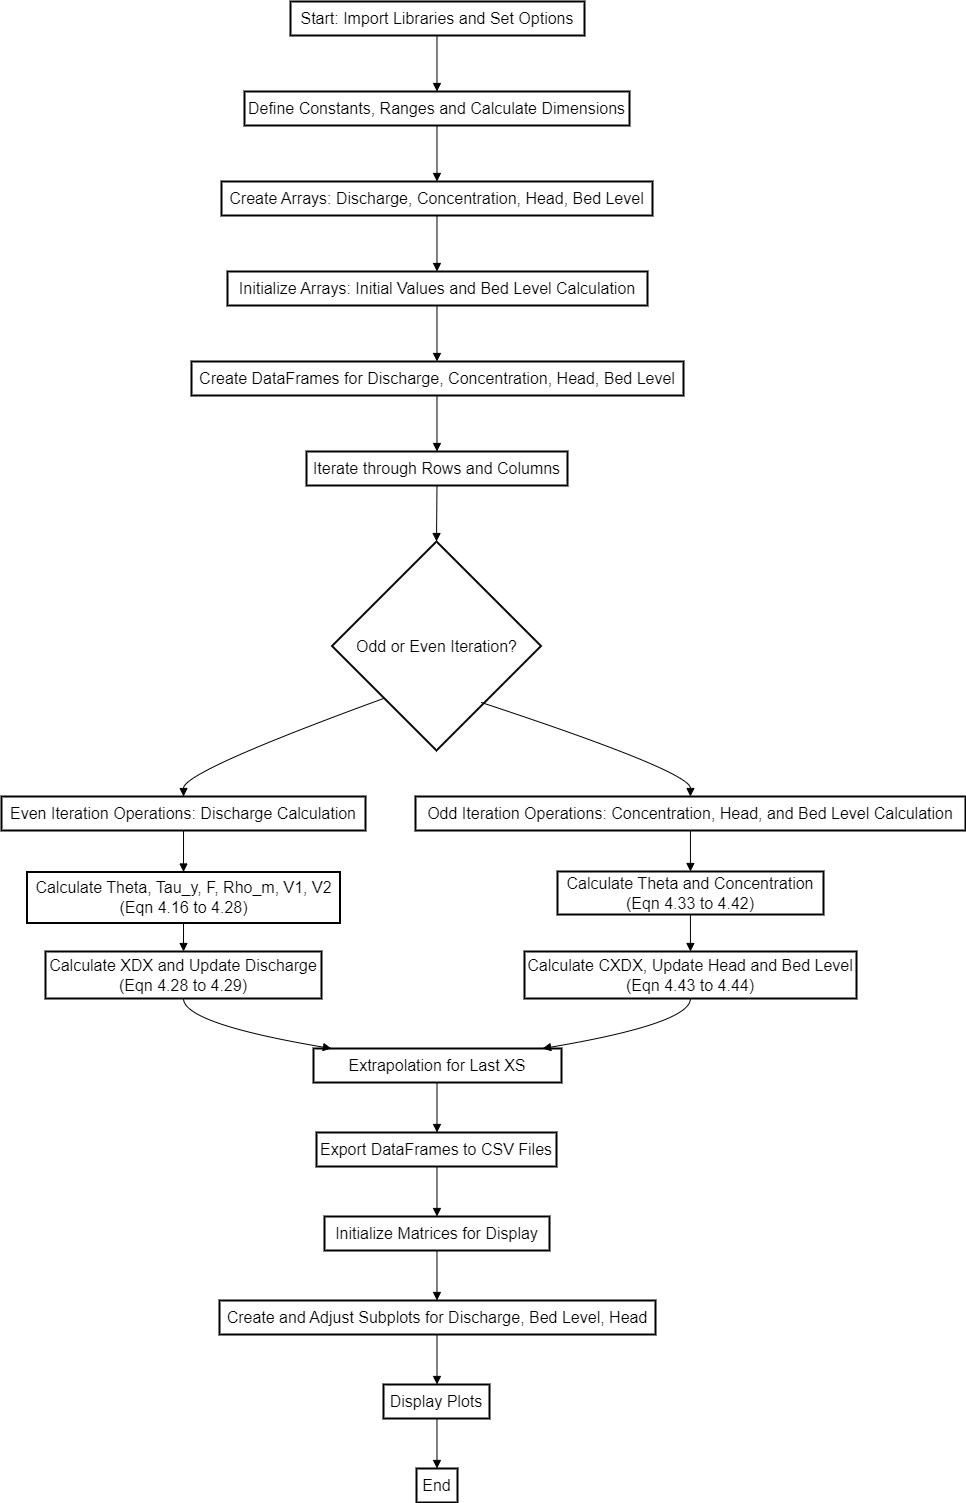 Start: Import Libraries and Set Options
Define Constants, Ranges and Calculate Dimensions
Create Arrays: Discharge, Concentration, Head, Bed Level
Initialize Arrays: Initial Values and Bed Level Calculation
Create DataFrames for Discharge, Concentration, Head, Bed Level
Iterate through Rows and Columns
Odd or Even Iteration?
Even Iteration Operations: Discharge Calculation
Calculate Theta, Tau_y, F, Rho_m, V1, V2
(Eqn 4.16 to 4.28)
Calculate XDX and Update Discharge
(Eqn 4.28 to 4.29)
Odd Iteration Operations: Concentration, Head, and Bed Level Calculation
Calculate Theta and Concentration
(Eqn 4.33 to 4.42)
Calculate CXDX, Update Head and Bed Level
(Eqn 4.43 to 4.44)
Extrapolation for Last XS
Export DataFrames to CSV Files
Initialize Matrices for Display
Create and Adjust Subplots for Discharge, Bed Level, Head
Display Plots
End